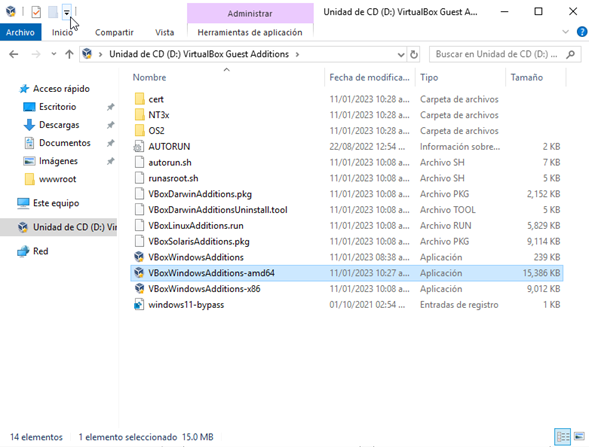 Administrar
Unidad de CD (D:) VirtualBox Guest Additions
Archivo Inicio Compartir Vista Herramientas de aplicación
Unidad de CD (D:) VirtualBox Guest Additions
Buscar en Unidad de CD (D:) V...
Nombre Fecha de modifica... Tipo Tamaño
Acceso rápido
Escritorio
Descargas
Documentos
Imágenes
wwwroot
Este equipo
Unidad de CD (D:) Vir
Red
cert 11/01/2023 10:28 a... Carpeta de archivos
NT3x 11/01/2023 10:28 a... Carpeta de archivos
OS2 11/01/2023 10:28 a... Carpeta de archivos
AUTORUN 22/08/2022 12:54 ... Información sobre... 2 KB
autorun.sh 11/01/2023 10:08 a... Archivo SH 7 KB
runasroot.sh 11/01/2023 10:08 a... Archivo SH 5 KB
VBoxDarwinAdditions.pkg 11/01/2023 10:08 a... Archivo PKG 2,152 KB
VBoxDarwinAdditionsUninstall.tool 11/01/2023 10:08 a... Archivo TOOL 5 KB
VBoxLinuxAdditions.run 11/01/2023 10:08 a... Archivo RUN 5,829 KB
VBoxSolarisAdditions.pkg 11/01/2023 10:08 a... Archivo PKG 9,114 KB
VBoxWindowsAdditions 11/01/2023 08:38 a... Aplicación 239 KB
VBoxWindowsAdditions-amd64 11/01/2023 10:27 a... Aplicación 15,386 KB
VBoxWindowsAdditions-x86 11/01/2023 10:08 a... Aplicación 9,012 KB
windows11-bypass 01/10/2021 02:54 ... Entradas de registro 1 KB
14 elementos 1 elemento seleccionado 15.0 MB